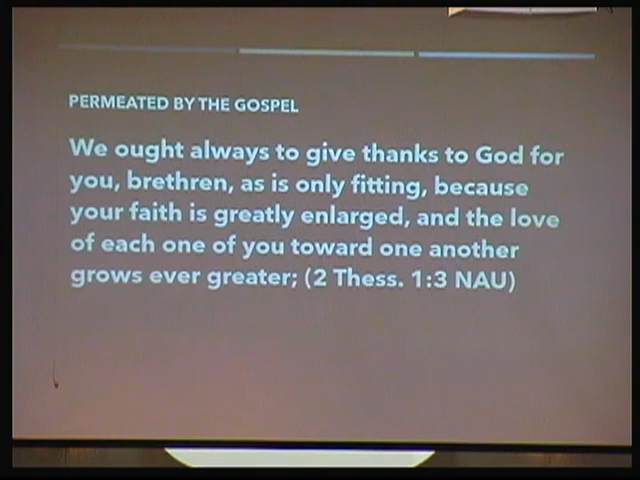 PERMEATED BY THE GOSPEL
We ought always to give thanks to God for
you, brethren, as is only fitting, because
your faith is greatly enlarged, and the love
of each one of you toward one another
grows ever greater; (2 Thess. 1:3 NAU)